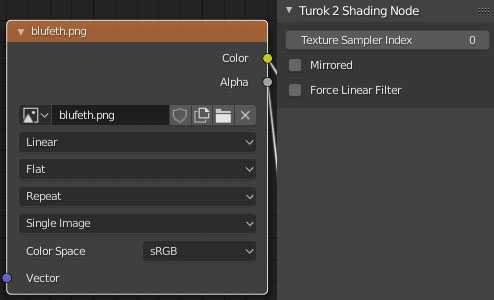 blufeth.png
Color
Alpha
blufeth.png
Linear
Flat
Repeat
Single Image
Color Space sRGB
Vector
Turok 2 Shading Node
Texture Sampler Index 0
Mirrored
Force Linear Filter